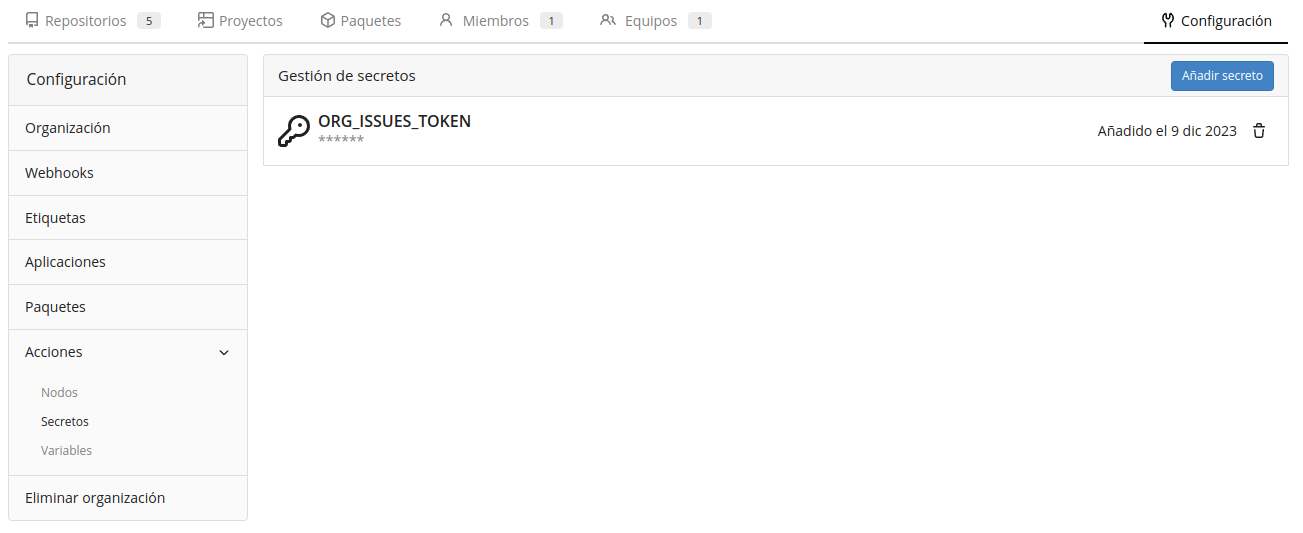 Repositorios 5 Proyectos Paquetes Miembros 1 Equipos 1 Configuración
Configuración
Organización
Webhooks
Etiquetas
Aplicaciones
Paquetes
Acciones
Nodos
Secretos
Variables
Eliminar organización
Gestión de secretos Añadir secreto
ORG_ISSUES_TOKEN
****** Añadido el 9 dic 2023